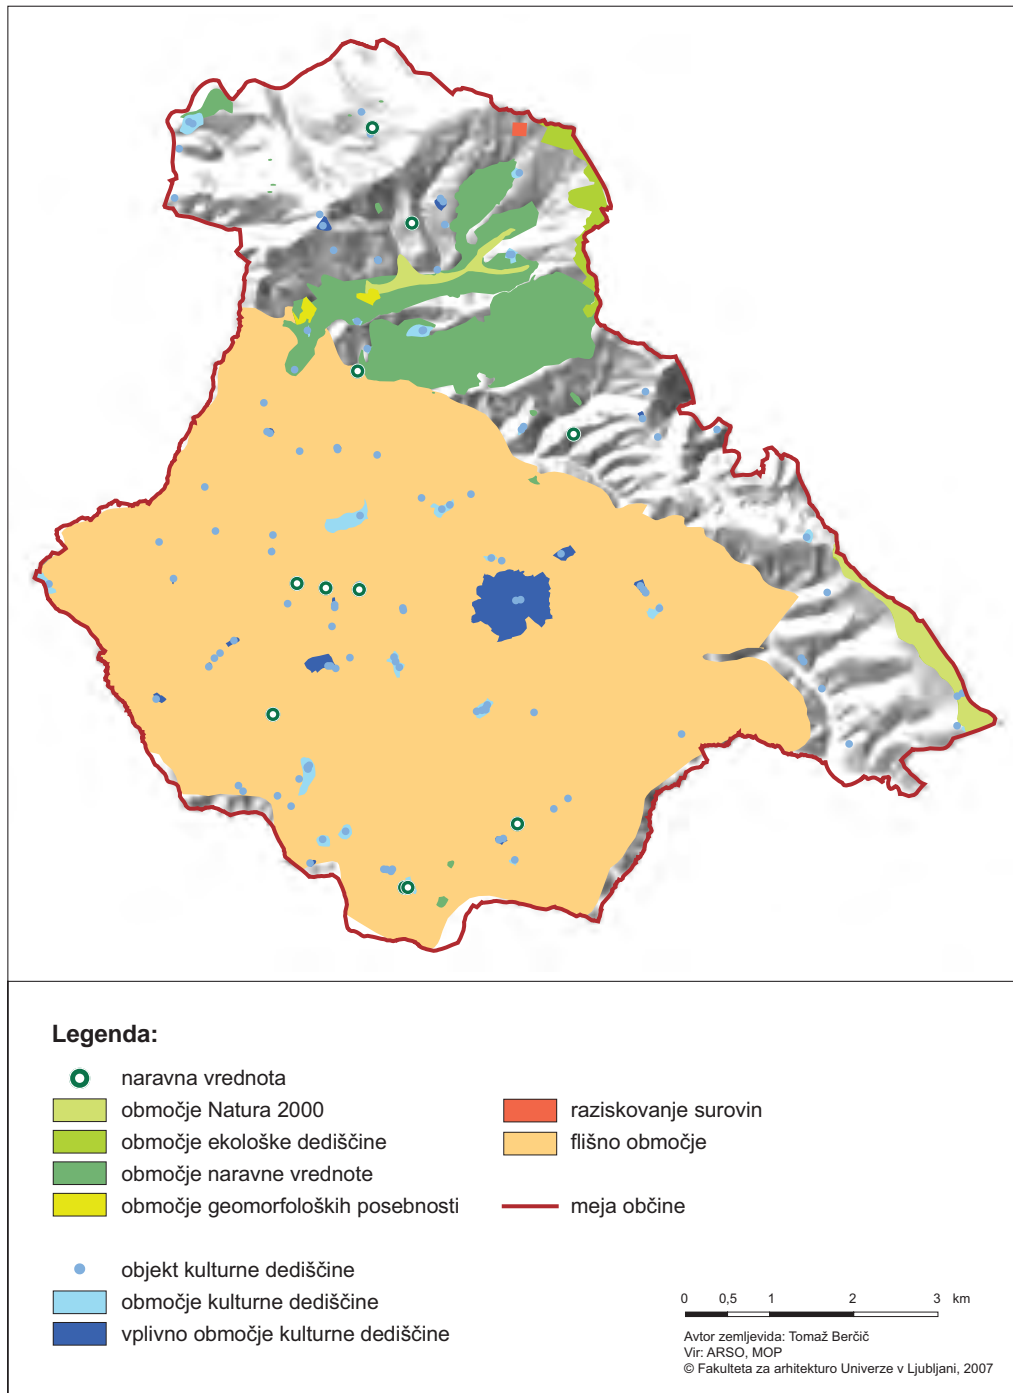 Legenda:
naravna vrednota
območje Natura 2000
območje ekološke dediščine
območje naravne vrednote
območje geomorfoloških posebnosti
raziskovanje surovin
flišno območje
meja občine
objekt kulturne dediščine
območje kulturne dediščine
vplivno območje kulturne dediščine
0 0,5 1 2 3 km
Avtor zemljevida: Tomaž Berčič
Vir: ARSO, MOP
© Fakulteta za arhitekturo Univerze v Ljubljani, 2007